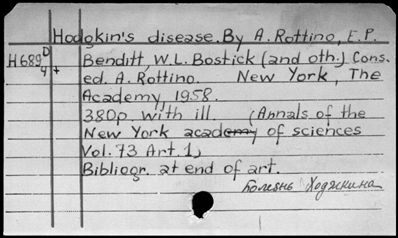 Hodgkin's disease. By A. Rottino, E. P.
H689 D Benditt, W. L. Bostick (and oth.) Cons.
4 + ed. A. Rottino. New York, The
Academy, 1958.
380p. with ill (Annals of the
New York academy of sciences
Vol. 73 Art. 1)
Bibliogr. at end of art.
Болезнь Ходжкина